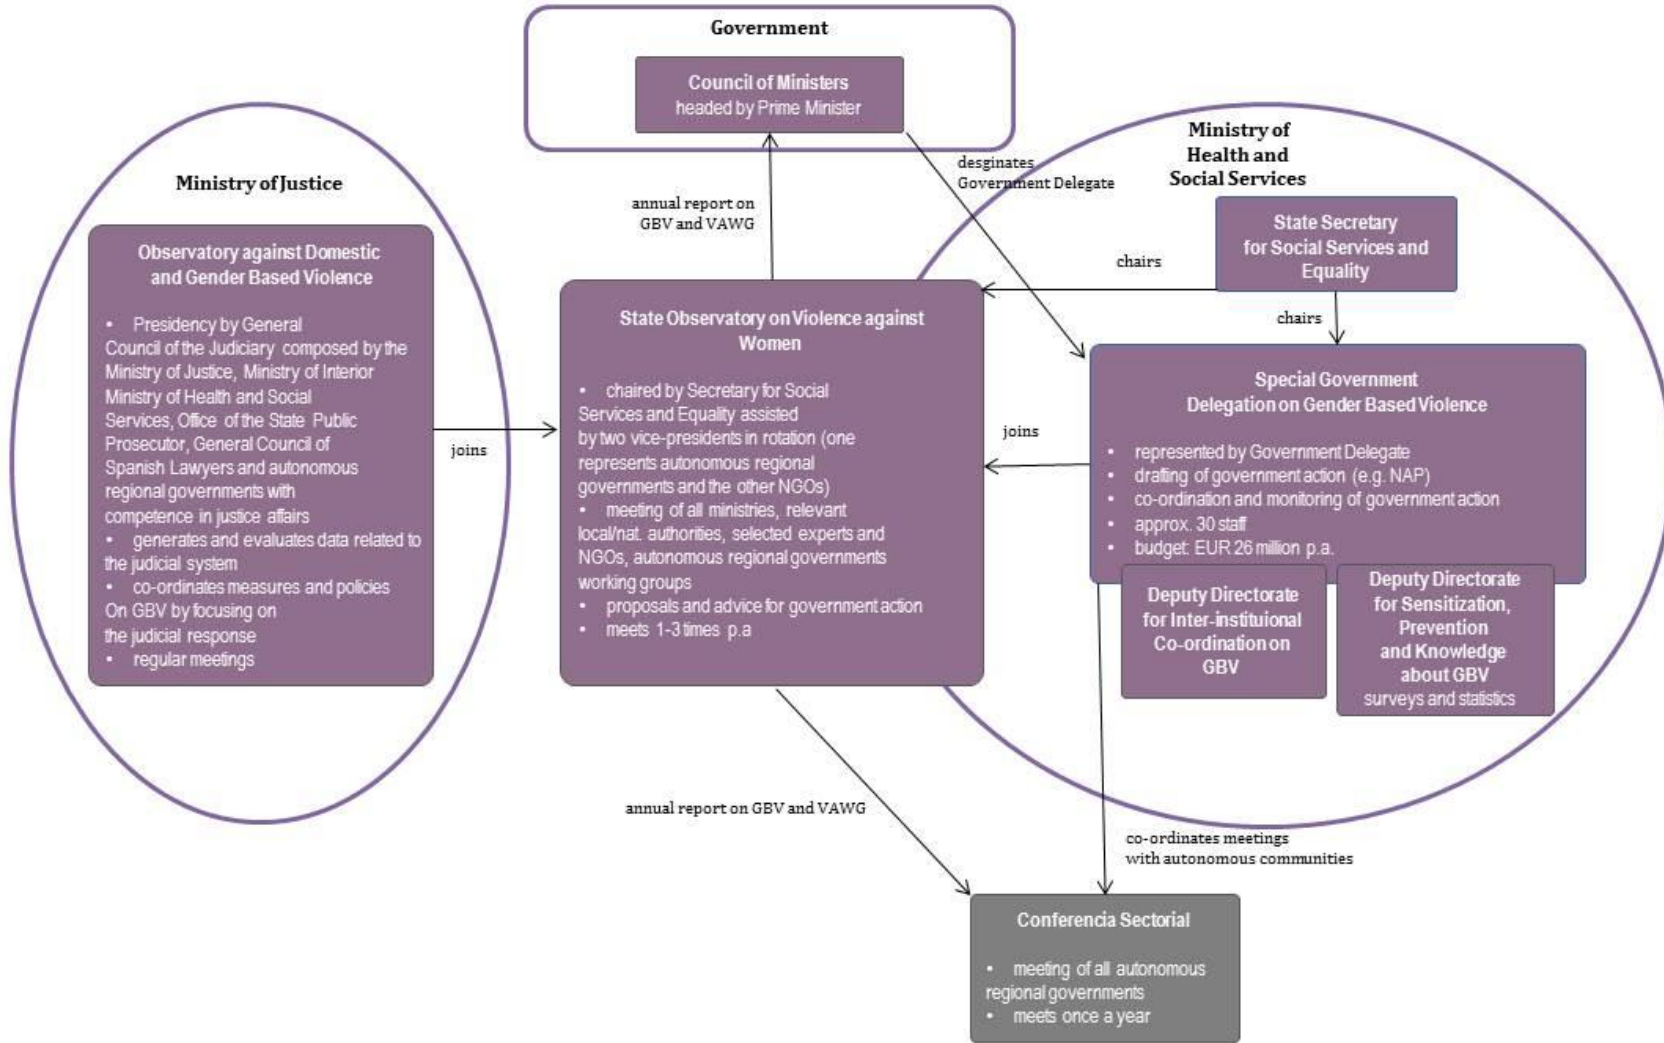 Government
Council of Ministers
headed by Prime Minister
Ministry of Justice
Observatory against Domestic
and Gender Based Violence
• Presidency by General
Council of the Judiciary composed by the
Ministry of Justice, Ministry of Interior
Ministry of Health and Social
Services, Office of the State Public
Prosecutor, General Council of
Spanish Lawyers and autonomous
regional governments with
competence in justice affairs
• generates and evaluates data related to
the judicial system
• co-ordinates measures and policies
On GBV by focusing on
the judicial response
• regular meetings
joins
annual report on
GBV and VAWG
State Observatory on Violence against
Women
• chaired by Secretary for Social
Services and Equality assisted
by two vice-presidents in rotation (one
represents autonomous regional
governments and the other NGOs)
• meeting of all ministries, relevant
local/nat. authorities, selected experts and
NGOs, autonomous regional governments
working groups
• proposals and advice for government action
• meets 1-3 times p.a
desginates
Government Delegate
Ministry of
Health and
Social Services
State Secretary
for Social Services and
Equality
chairs
chairs
joins
Special Government
Delegation on Gender Based Violence
• represented by Government Delegate
• drafting of government action (e.g. NAP)
• co-ordination and monitoring of government action
• approx. 30 staff
• budget: EUR 26 million p.a.
Deputy Directorate
for Inter-instituional
Co-ordination on
GBV
Deputy Directorate
for Sensitization,
Prevention
and Knowledge
about GBV
surveys and statistics
annual report on GBV and VAWG
co-ordinates meetings
with autonomous communities
Conferencia Sectorial
• meeting of all autonomous
regional governments
• meets once a year